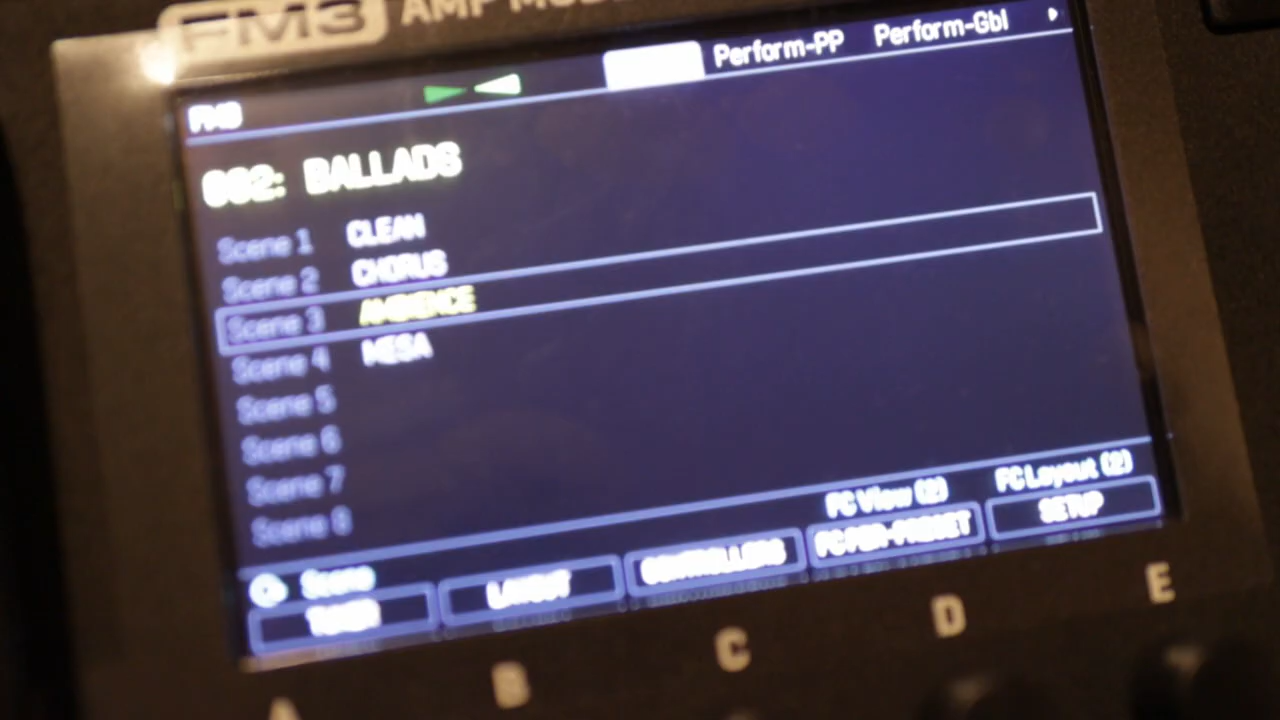 FM3
FM3 Perform-PP Perform-Gbl
002: BALLADS
Scene 1 CLEAN
Scene 2 CHORUS
Scene 3 AMBIENCE
Scene 4 MESA
Scene 5
Scene 6
Scene 7
Scene 8
FC View (2) FC Layout (2)
Scene
TUNER LAYOUT CONTROLLERS FC PER-PRESET SETUP
A B C D E